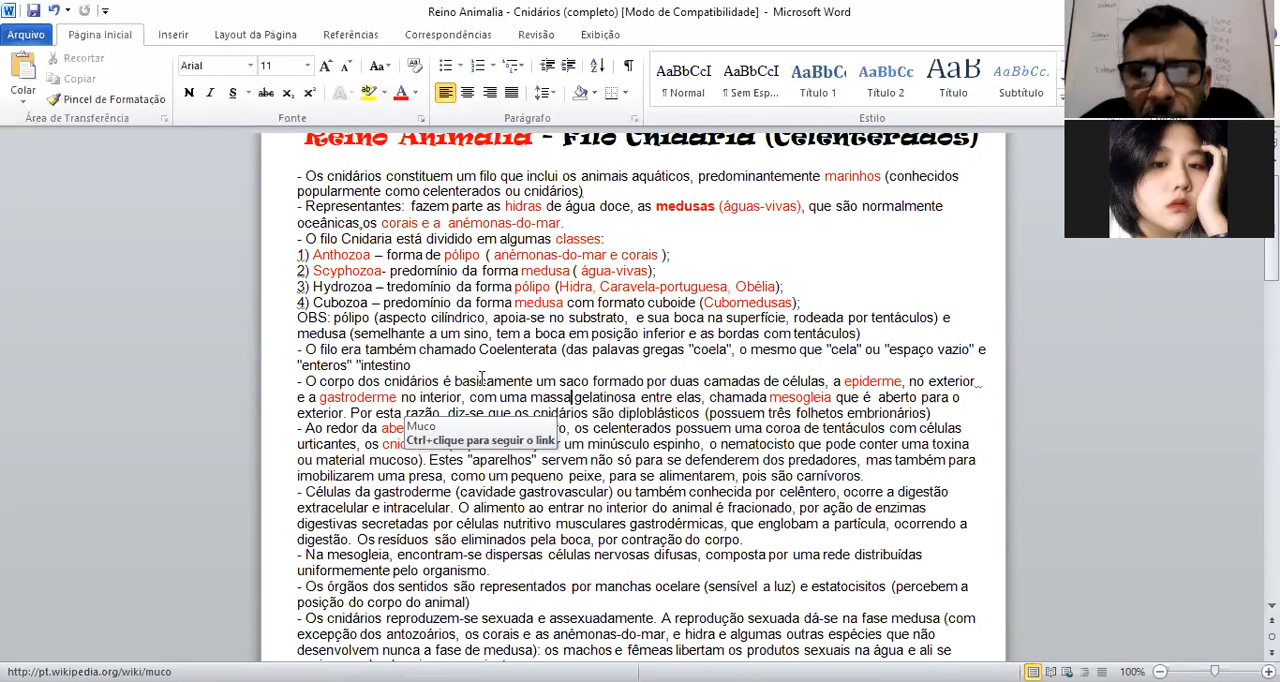 Reino Animalia - Cnidários (completo) [Modo de Compatibilidade] - Microsoft Word
Arquivo Página Inicial Inserir Layout da Página Referências Correspondências Revisão Exibição
Recortar
Copiar
Colar Pincel de Formatação
Arial 11
N I S abc x₂ x²
AaBbCcI AaBbCcI AaBbCc AaBbCc AaBbC AaBbCc.
¶ Normal ¶ Sem Esp... Título 1 Título 2 Título Subtítulo
Área de Transferência Fonte Parágrafo Estilo
Reino Animalia - Filo Cnidaria (Celenterados)
- Os cnidários constituem um filo que inclui os animais aquáticos, predominantemente marinhos (conhecidos
popularmente como celenterados ou cnidários)
- Representantes: fazem parte as hidras de água doce, as medusas (águas-vivas), que são normalmente
oceânicas,os corais e a anémonas-do-mar.
- O filo Cnidaria está dividido em algumas classes:
1) Anthozoa – forma de pólipo ( anémonas-do-mar e corais );
2) Scyphozoa- predomínio da forma medusa ( água-vivas);
3) Hydrozoa – tredomínio da forma pólipo (Hidra, Caravela-portuguesa, Obélia);
4) Cubozoa – predomínio da forma medusa com formato cuboide (Cubomedusas);
OBS: pólipo (aspecto cilíndrico, apoia-se no substrato, e sua boca na superfície, rodeada por tentáculos) e
medusa (semelhante a um sino, tem a boca em posição inferior e as bordas com tentáculos)
- O filo era também chamado Coelenterata (das palavas gregas "coela", o mesmo que "cela" ou "espaço vazio" e
"enteros" "intestino
- O corpo dos cnidários é basicamente um saco formado por duas camadas de células, a epiderme, no exterior
e a gastroderme no interior, com uma massa gelatinosa entre elas, chamada mesogleia que é aberto para o
exterior. Por esta razão, diz-se que os cnidários são diploblásticos (possuem três folhetos embrionários)
- Ao redor da abe o, os celenterados possuem uma coroa de tentáculos com células
urticantes, os cnid r um minúsculo espinho, o nematocisto que pode conter uma toxina
Muco
Ctrl+clique para seguir o link
ou material mucoso). Estes "aparelhos" servem não só para se defenderem dos predadores, mas também para
imobilizarem uma presa, como um pequeno peixe, para se alimentarem, pois são carnívoros.
- Células da gastroderme (cavidade gastrovascular) ou também conhecida por celêntero, ocorre a digestão
extracelular e intracelular. O alimento ao entrar no interior do animal é fracionado, por ação de enzimas
digestivas secretadas por células nutritivo musculares gastrodérmicas, que englobam a partícula, ocorrendo a
digestão. Os resíduos são eliminados pela boca, por contração do corpo.
- Na mesogleia, encontram-se dispersas células nervosas difusas, composta por uma rede distribuídas
uniformemente pelo organismo.
- Os órgãos dos sentidos são representados por manchas ocelare (sensível a luz) e estatocisitos (percebem a
posição do corpo do animal)
- Os cnidários reproduzem-se sexuada e assexuadamente. A reprodução sexuada dá-se na fase medusa (com
excepção dos antozoários, os corais e as anémonas-do-mar, e hidra e algumas outras espécies que não
desenvolvem nunca a fase de medusa): os machos e fêmeas libertam os produtos sexuais na água e ali se
http://pt.wikipedia.org/wiki/muco 100%